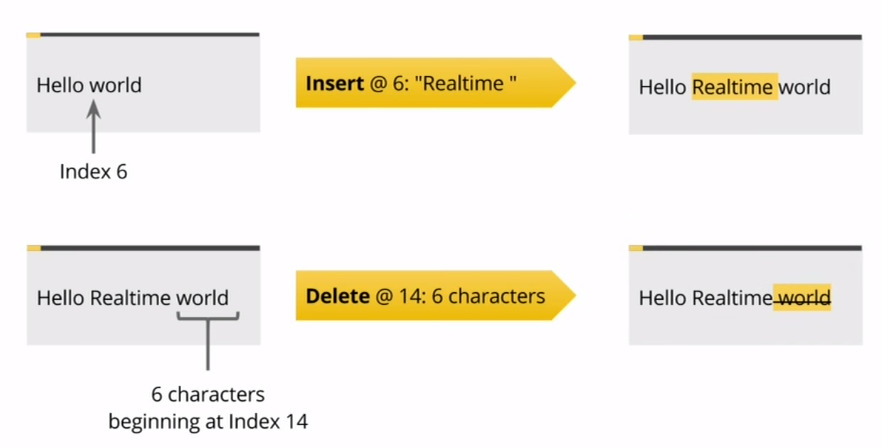 Hello world
Insert @ 6: "Realtime "
Hello Realtime world
Index 6
Hello Realtime world
Delete @ 14: 6 characters
Hello Realtime world
6 characters
beginning at Index 14